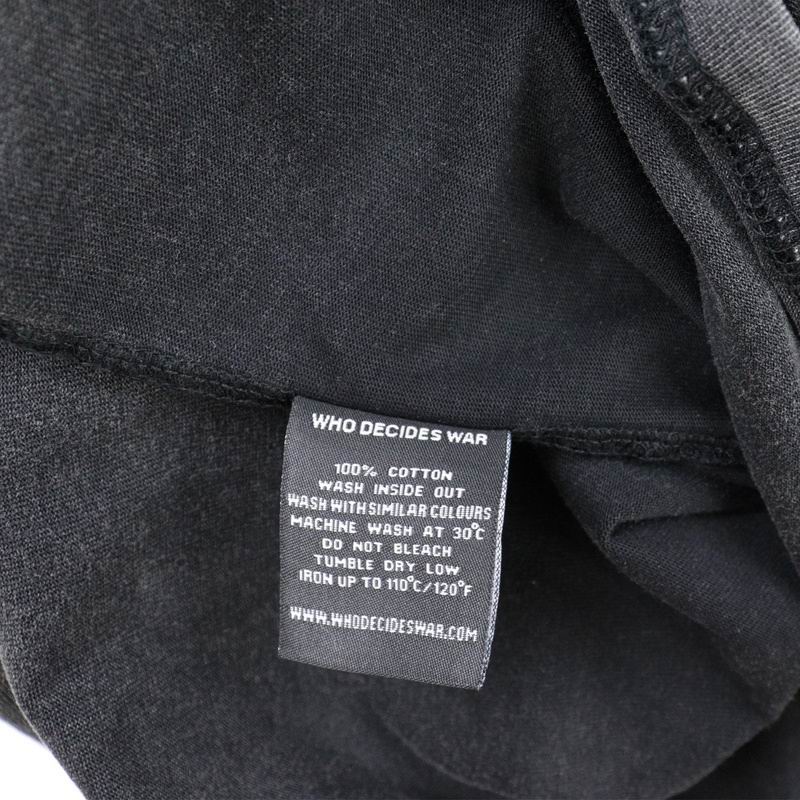 WHO DECIDES WAR
100% COTTON
WASH INSIDE OUT
WASH WITH SIMILAR COLOURS
MACHINE WASH AT 30°C
DO NOT BLEACH
TUMBLE DRY LOW
IRON UP TO 110°C/120°F
WWW.WHODECIDESWAR.COM